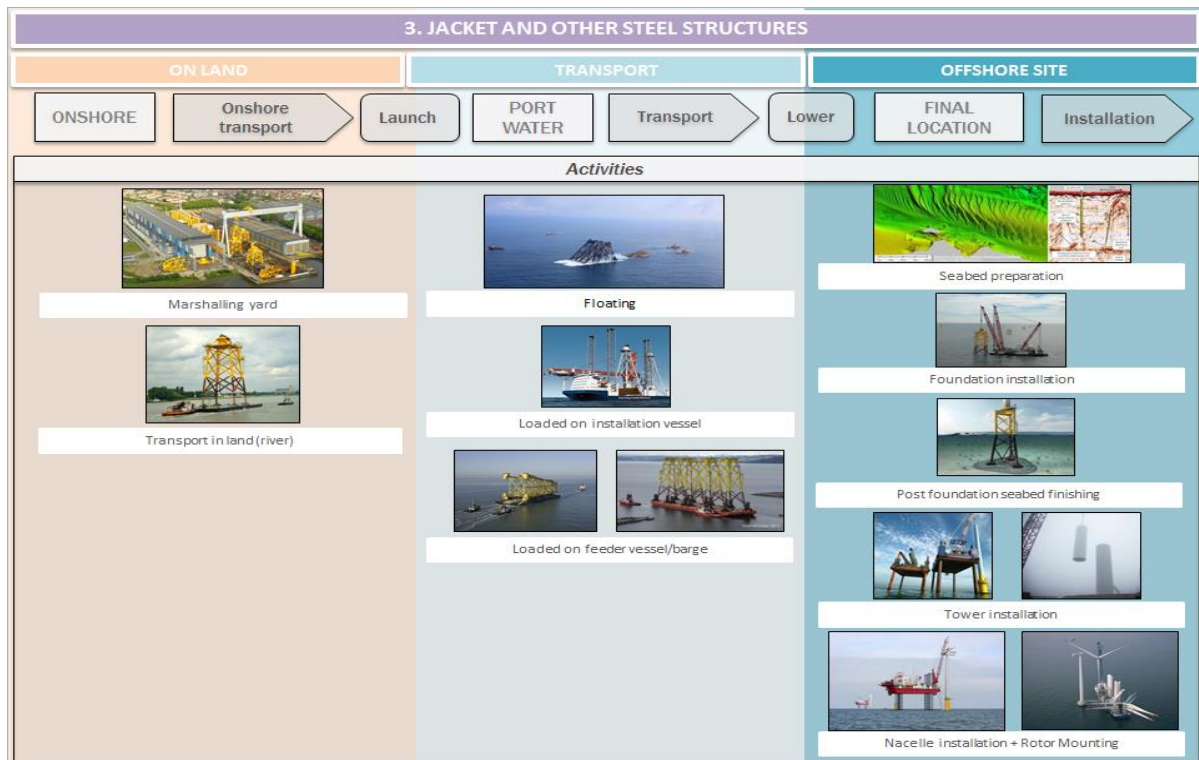 3. JACKET AND OTHER STEEL STRUCTURES
ON LAND
TRANSPORT
OFFSHORE SITE
ONSHORE
Onshore
transport
Launch
PORT
WATER
Transport
Lower
FINAL
LOCATION
Installation
Activities
Marshalling yard
Transport in land (river)
Floating
Loaded on installation vessel
Loaded on feeder vessel/barge
Seabed preparation
Foundation installation
Post foundation seabed finishing
Tower installation
Nacelle installation + Rotor Mounting